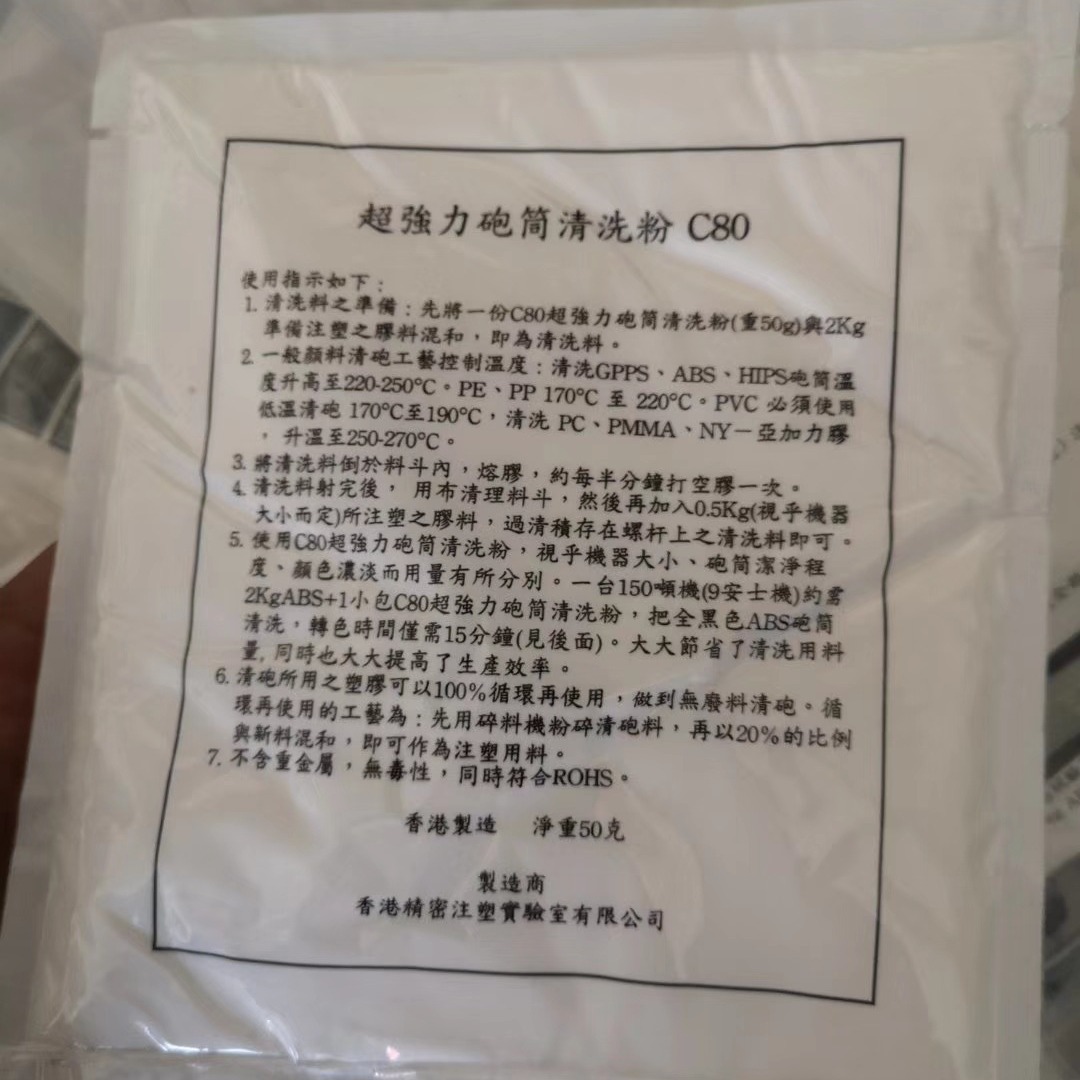 超強力砲筒清洗粉 C80
使用指示如下：
1. 清洗料之準備：先將一份C80超強力砲筒清洗粉(重50g)與2Kg
準備注塑之膠料混和，即為清洗料。
2. 一般顏料清砲工藝控制溫度：清洗GPPS、ABS、HIPS砲筒溫
度升高至220-250°C。PE、PP 170°C 至 220°C。PVC 必須使用
低溫清砲 170°C至190°C，清洗 PC、PMMA、NY－亞加力膠
，升溫至250-270°C。
3. 將清洗料倒於料斗內，熔膠，約每半分鐘打空膠一次。
4. 清洗料射完後， 用布清理料斗，然後再加入0.5Kg(視乎機器
大小而定)所注塑之膠料，過清積存在螺杆上之清洗料即可。
5. 使用C80超強力砲筒清洗粉，視乎機器大小、砲筒潔淨程
度、顏色濃淡而用量有所分別。一台150噸機(9安士機)約需
2KgABS+1小包C80超強力砲筒清洗粉，把全黑色ABS砲筒
清洗，轉色時間僅需15分鐘(見後面)。大大節省了清洗用料
量, 同時也大大提高了生產效率。
6. 清砲所用之塑膠可以100%循環再使用，做到無廢料清砲。循
環再使用的工藝為：先用碎料機粉碎清砲料，再以20%的比例
與新料混和，即可作為注塑用料。
7. 不含重金屬，無毒性，同時符合ROHS。
香港製造 淨重50克
製造商
香港精密注塑實驗室有限公司